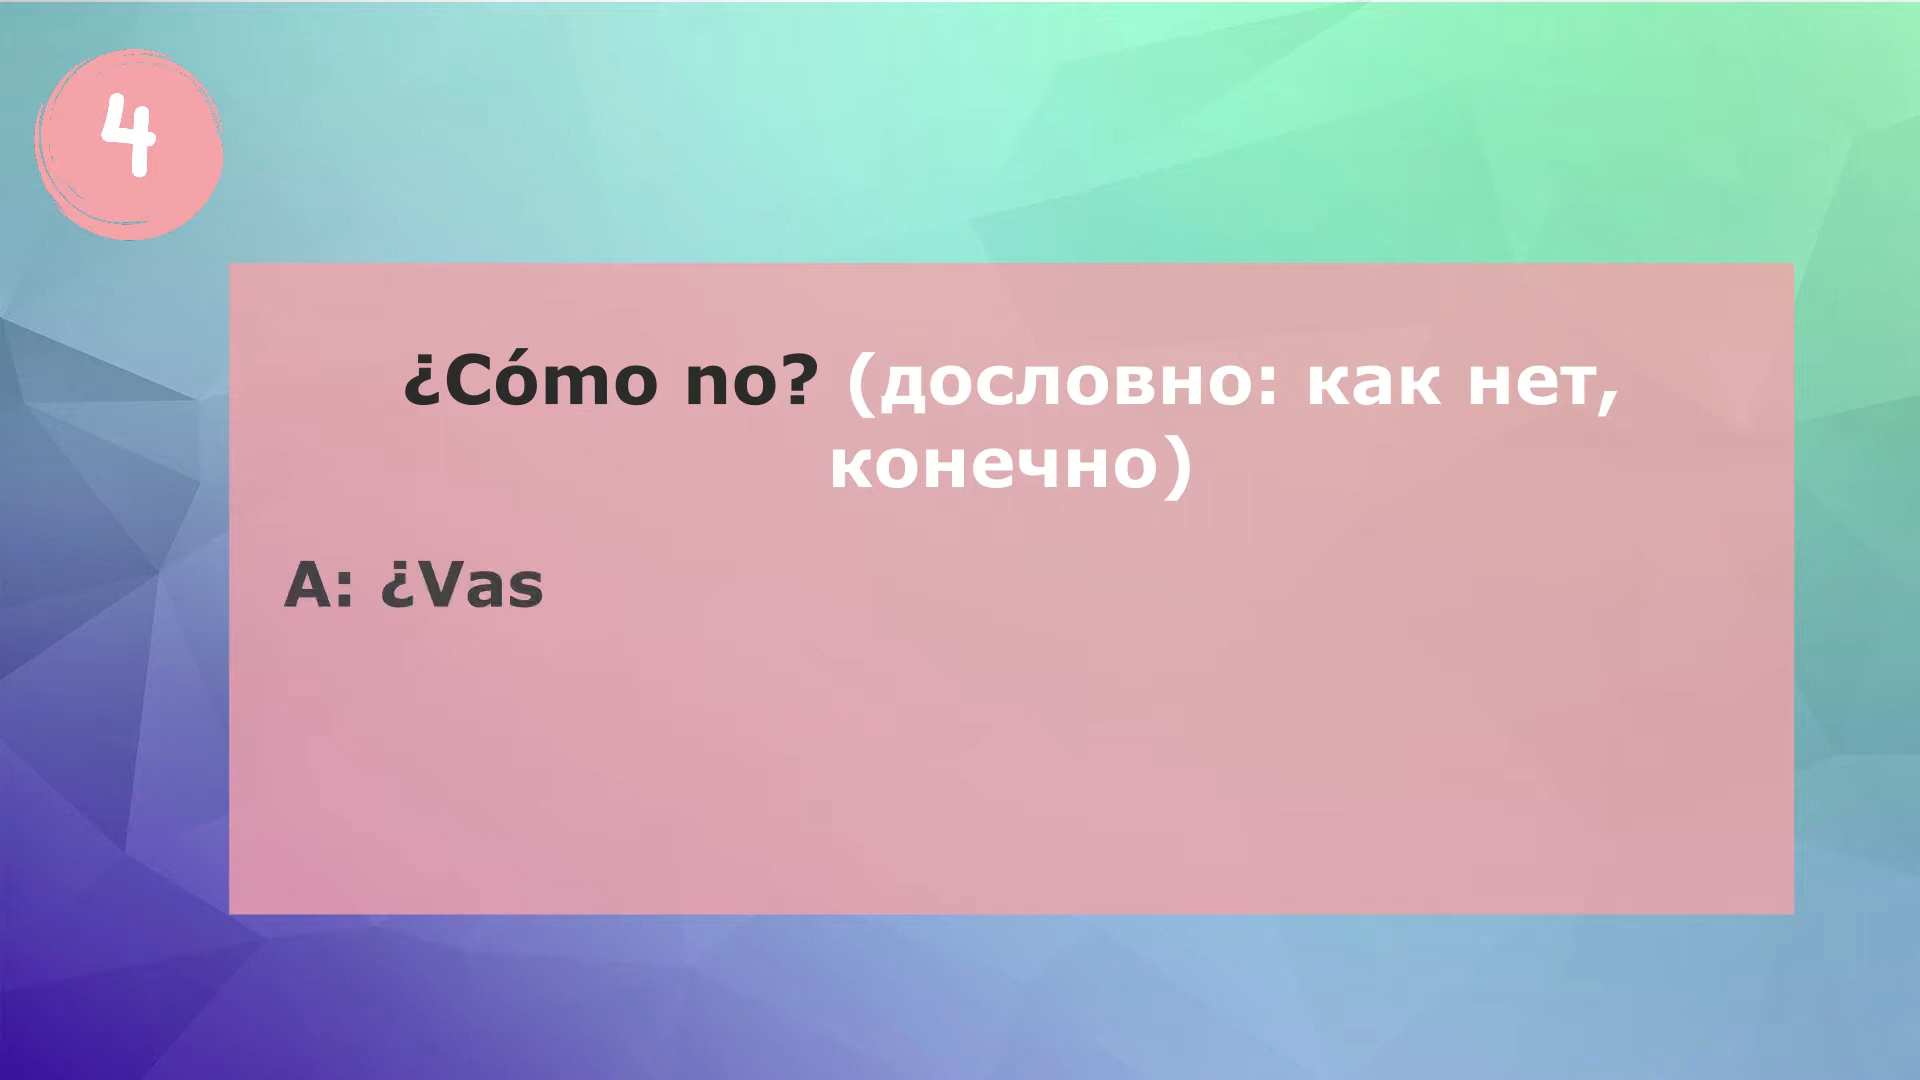 4
¿Cómo no? (дословно: как нет,
конечно)
A: ¿Vas